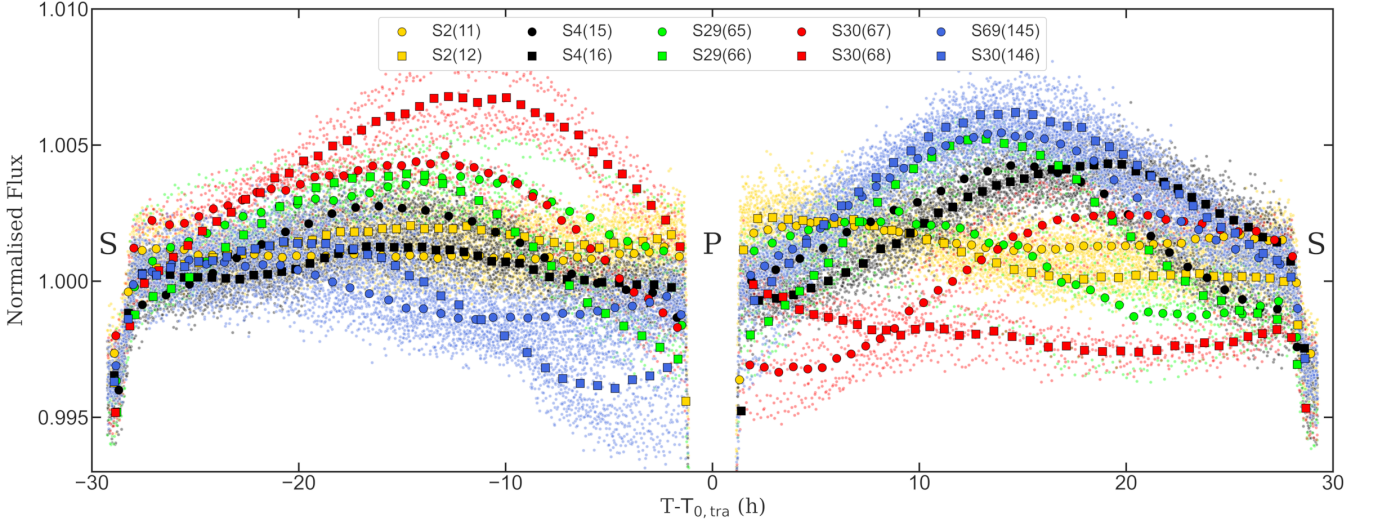 1.010
S2(11) S4(15) S29(65) S30(67) S69(145)
S2(12) S4(16) S29(66) S30(68) S30(146)
1.005
S P S
1.000
0.995
Normalised Flux
−30 −20 −10 0 10 20 30
T-T0, tra (h)